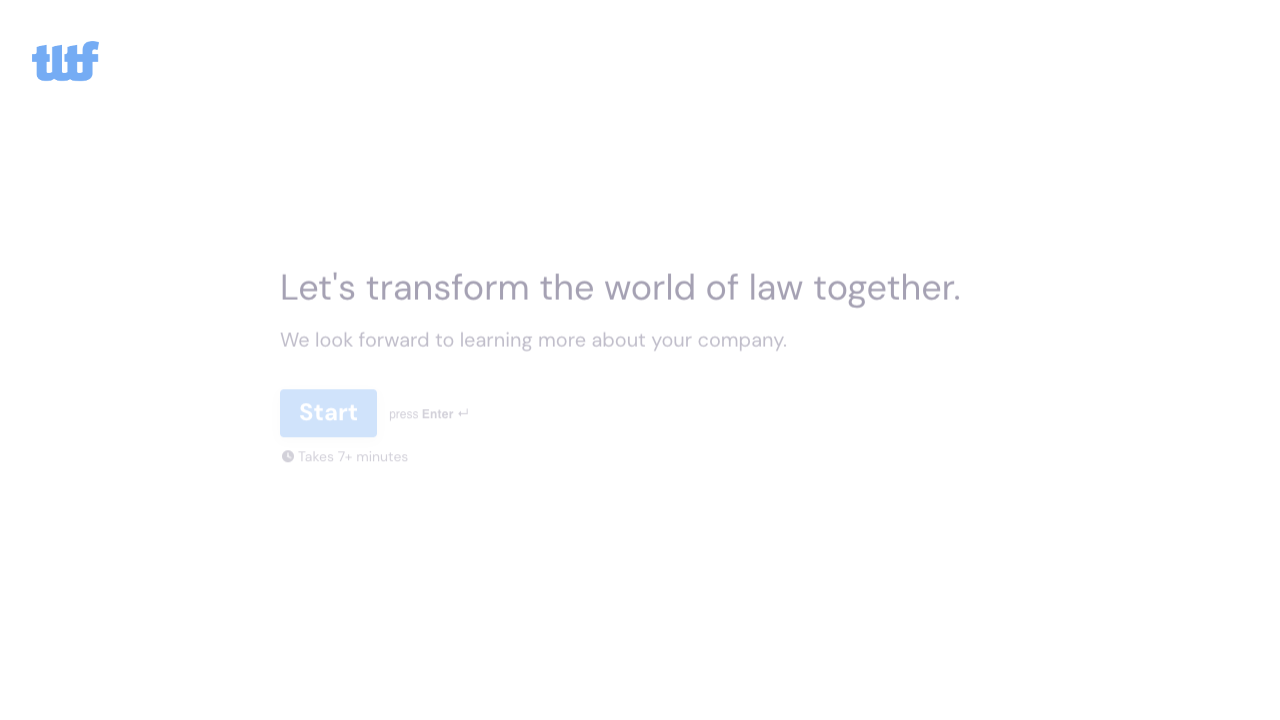 tltf
Let's transform the world of law together.
We look forward to learning more about your company.
Start press Enter ↵
Takes 7+ minutes